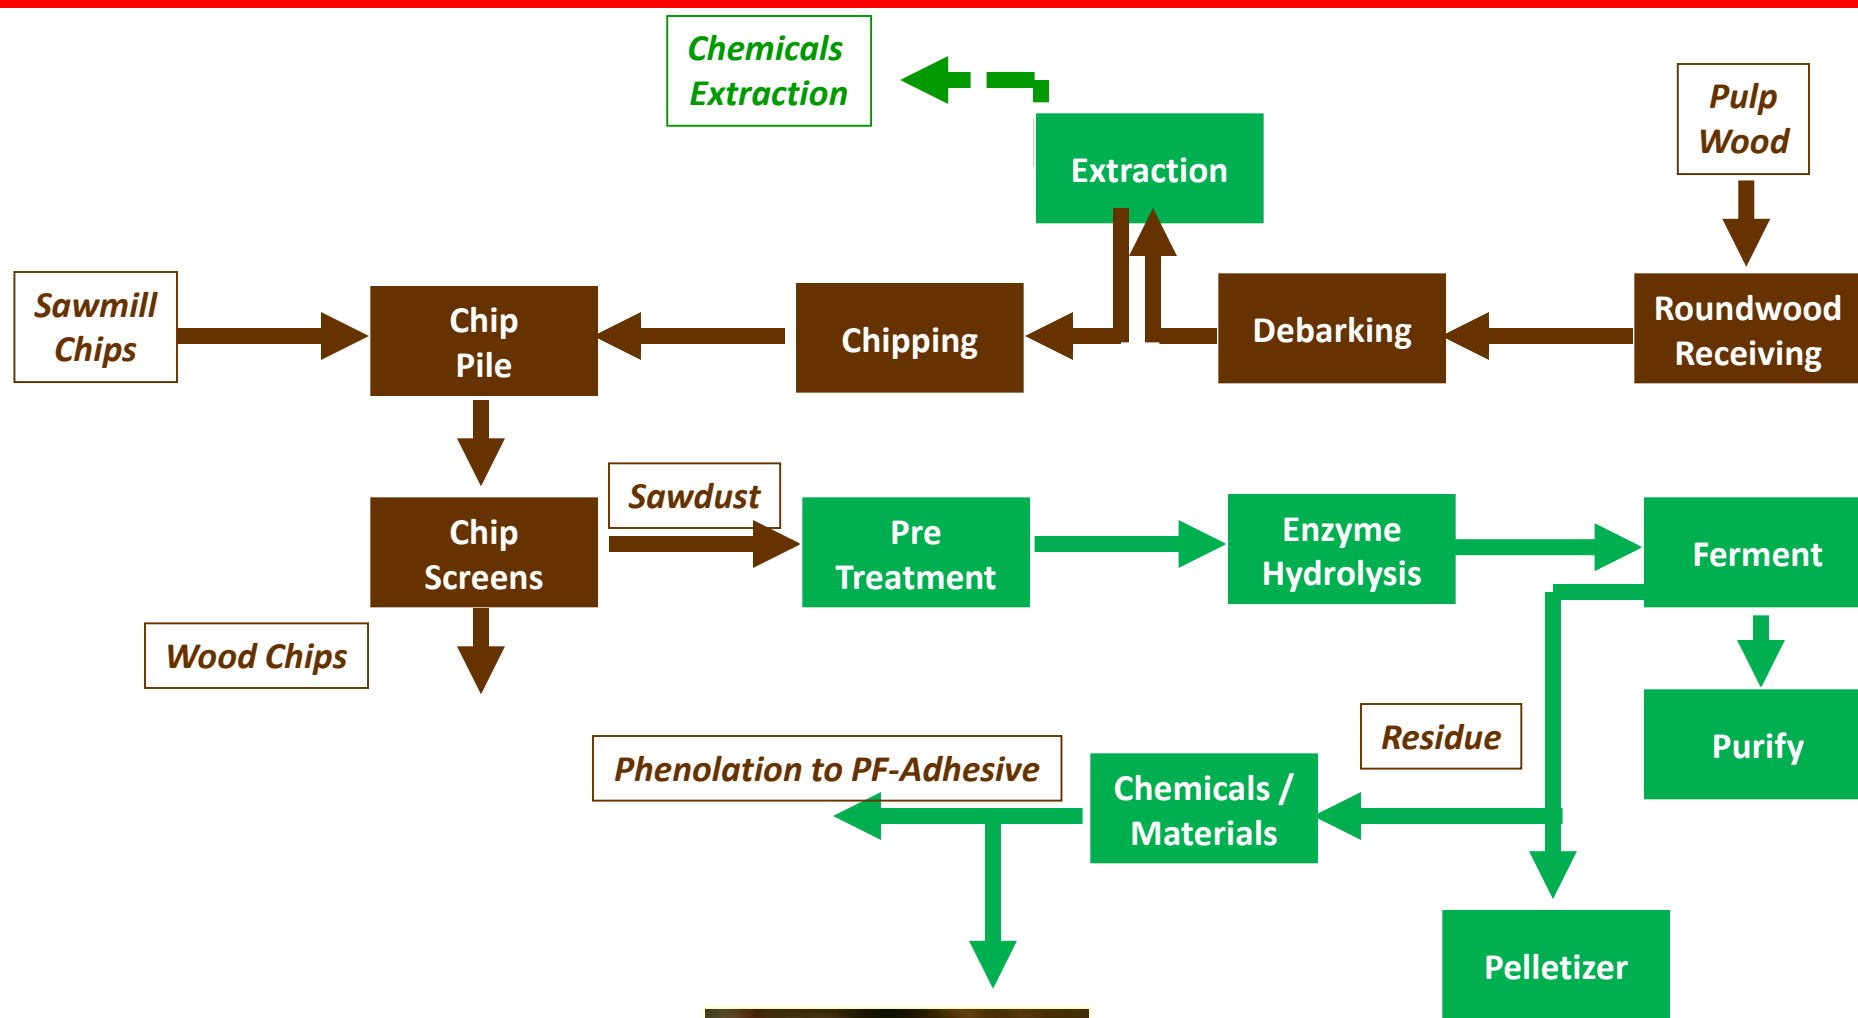 Chemicals
Extraction
Pulp
Wood
Extraction
Sawmill
Chips
Chip
Pile
Chipping
Debarking
Roundwood
Receiving
Sawdust
Chip
Screens
Pre
Treatment
Enzyme
Hydrolysis
Ferment
Wood Chips
Residue
Purify
Phenolation to PF-Adhesive
Chemicals /
Materials
Pelletizer